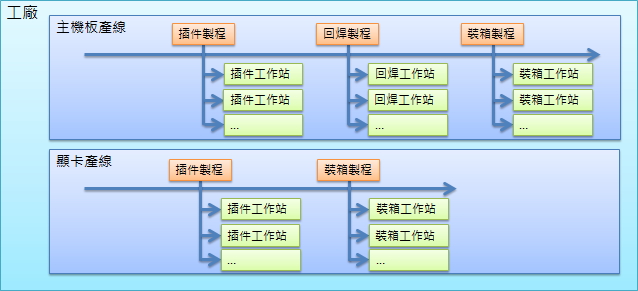 工廠
主機板產線
插件製程
回焊製程
裝箱製程
插件工作站
回焊工作站
裝箱工作站
插件工作站
回焊工作站
裝箱工作站
...
...
...
顯卡產線
插件製程
裝箱製程
插件工作站
裝箱工作站
插件工作站
裝箱工作站
...
...